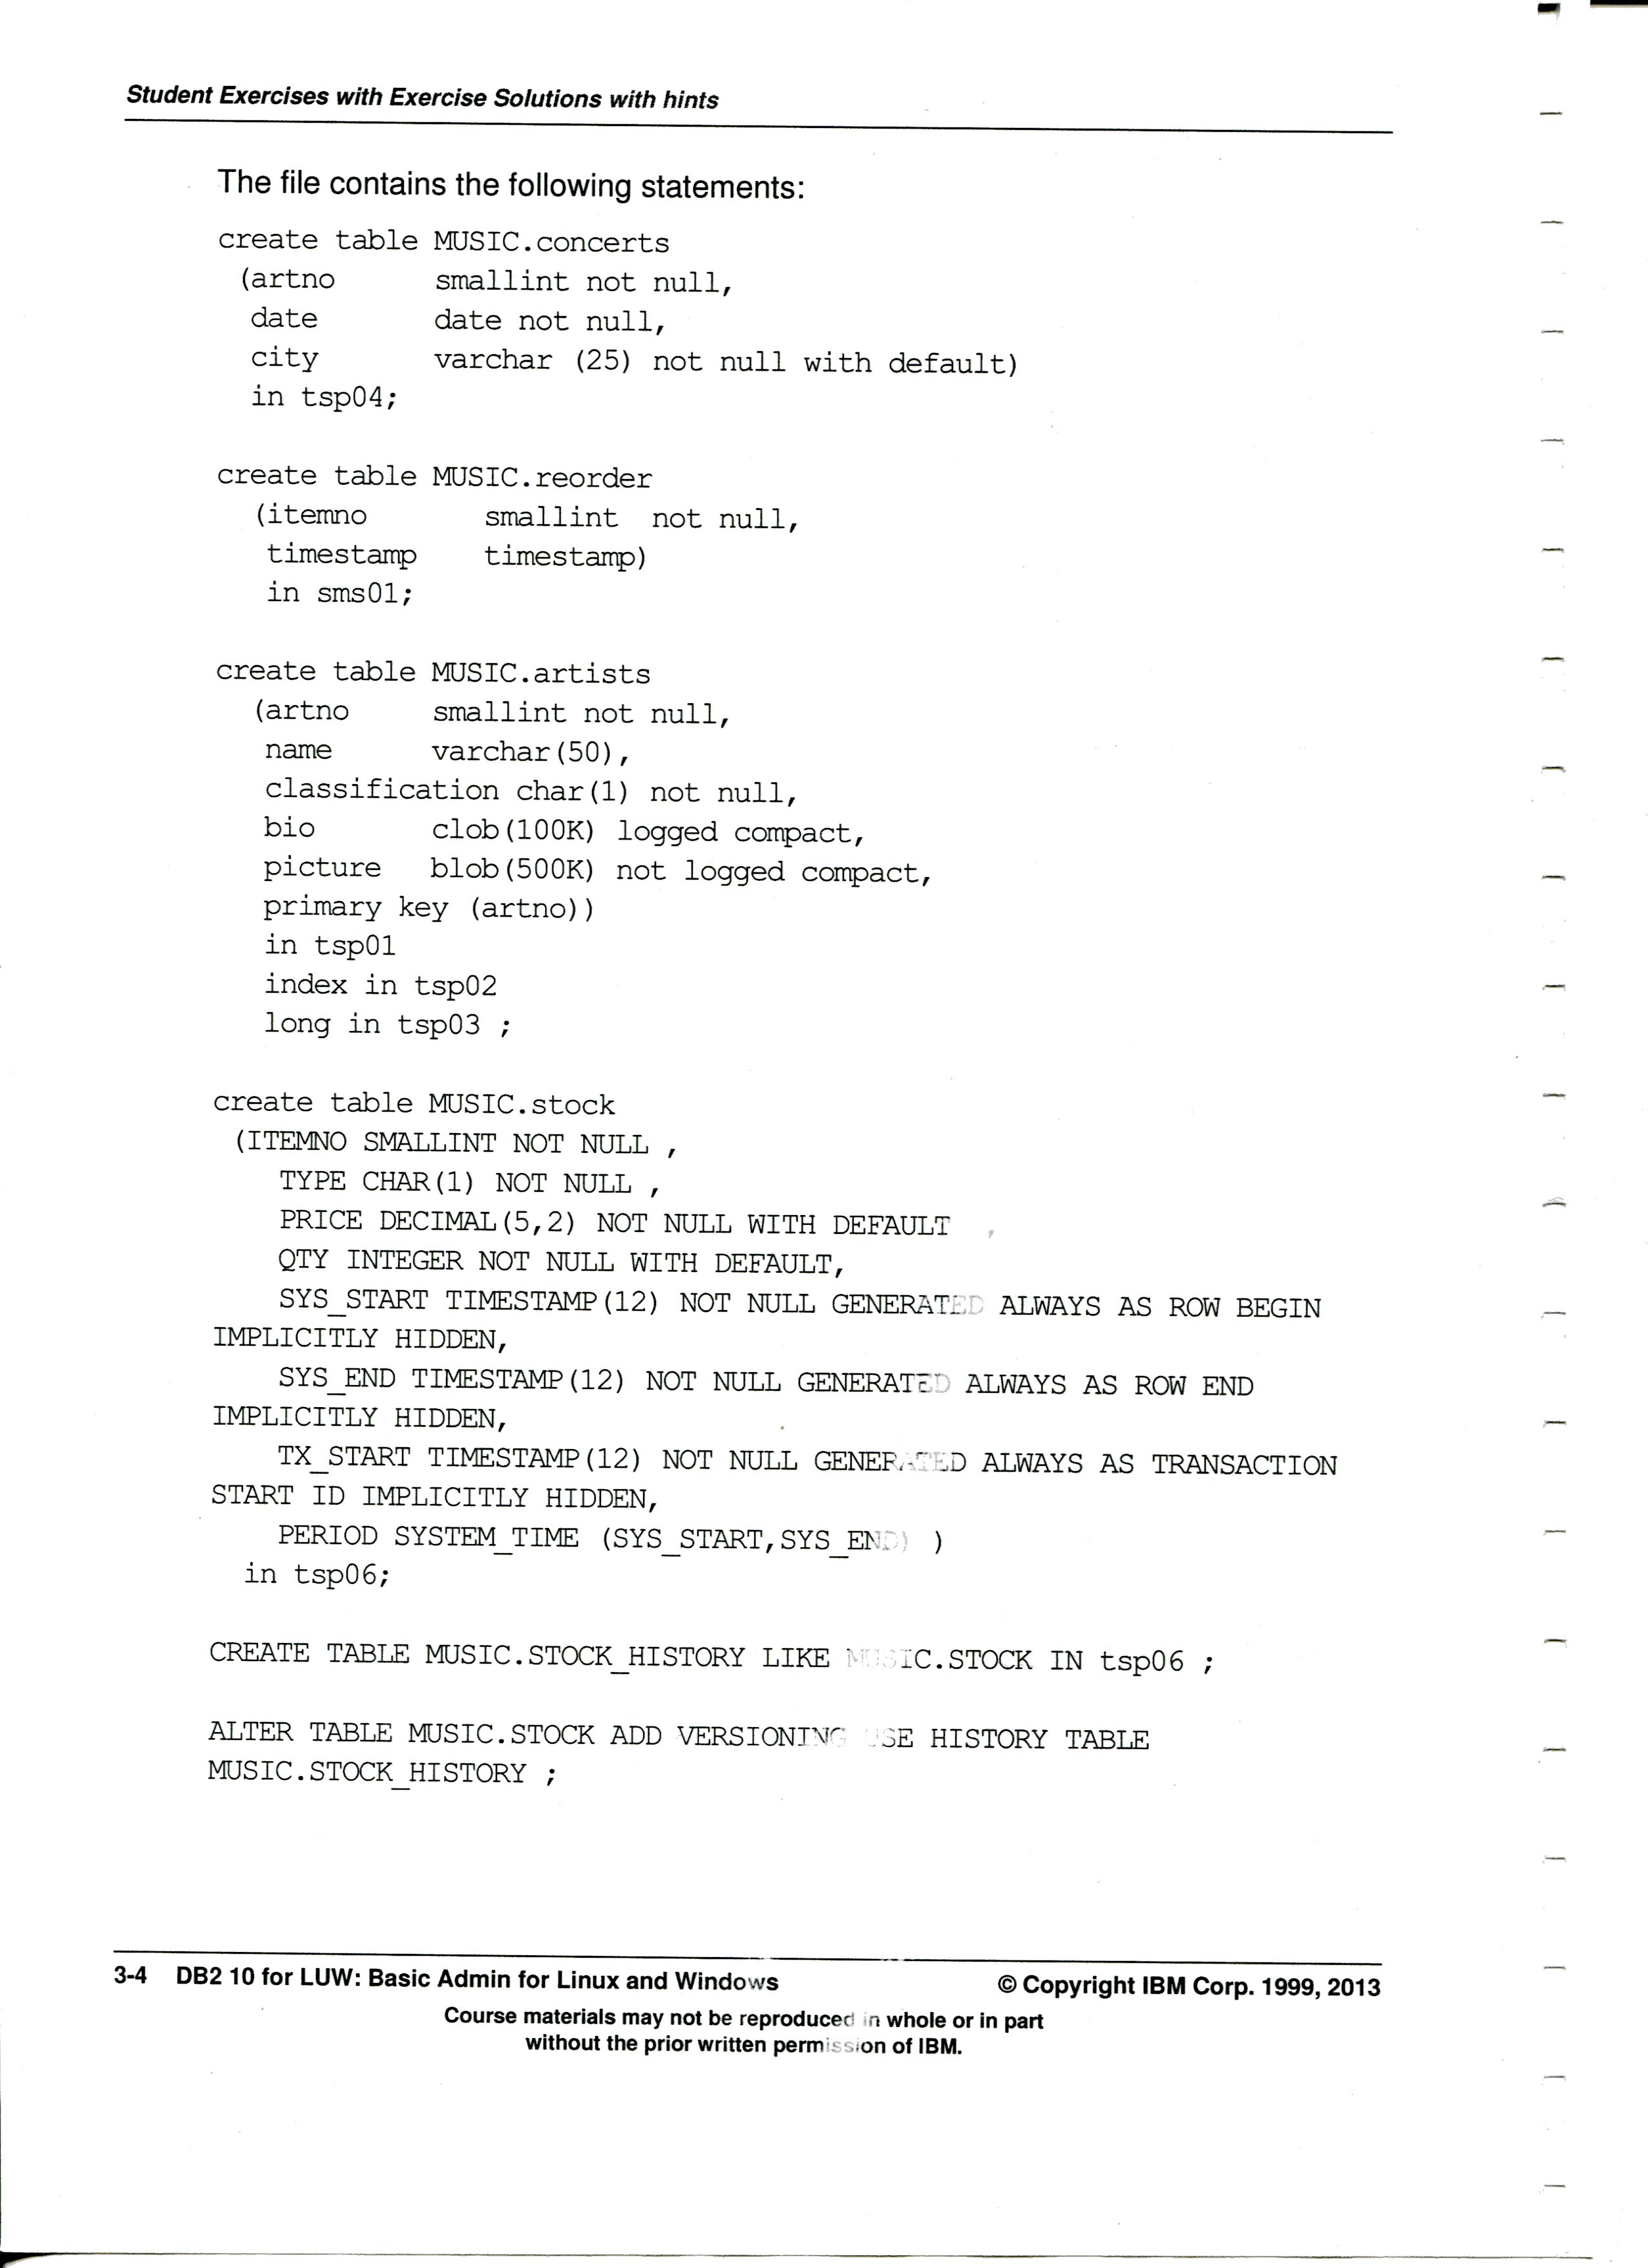 Student Exercises with Exercise Solutions with hints
The file contains the following statements:
create table MUSIC.concerts
(artno smallint not null,
date date not null,
city varchar (25) not null with default)
in tsp04;
create table MUSIC.reorder
(itemno smallint not null,
timestamp timestamp)
in sms01;
create table MUSIC.artists
(artno smallint not null,
name varchar(50),
classification char(1) not null,
bio clob(100K) logged compact,
picture blob(500K) not logged compact,
primary key (artno))
in tsp01
index in tsp02
long in tsp03 ;
create table MUSIC.stock
(ITEMNO SMALLINT NOT NULL ,
TYPE CHAR(1) NOT NULL ,
PRICE DECIMAL(5,2) NOT NULL WITH DEFAULT ,
QTY INTEGER NOT NULL WITH DEFAULT,
SYS_START TIMESTAMP(12) NOT NULL GENERATED ALWAYS AS ROW BEGIN
IMPLICITLY HIDDEN,
SYS_END TIMESTAMP(12) NOT NULL GENERATED ALWAYS AS ROW END
IMPLICITLY HIDDEN,
TX_START TIMESTAMP(12) NOT NULL GENERATED ALWAYS AS TRANSACTION
START ID IMPLICITLY HIDDEN,
PERIOD SYSTEM_TIME (SYS_START,SYS_END) )
in tsp06;
CREATE TABLE MUSIC.STOCK_HISTORY LIKE MUSIC.STOCK IN tsp06 ;
ALTER TABLE MUSIC.STOCK ADD VERSIONING USE HISTORY TABLE
MUSIC.STOCK_HISTORY ;
3-4 DB2 10 for LUW: Basic Admin for Linux and Windows © Copyright IBM Corp. 1999, 2013
Course materials may not be reproduced in whole or in part
without the prior written permission of IBM.